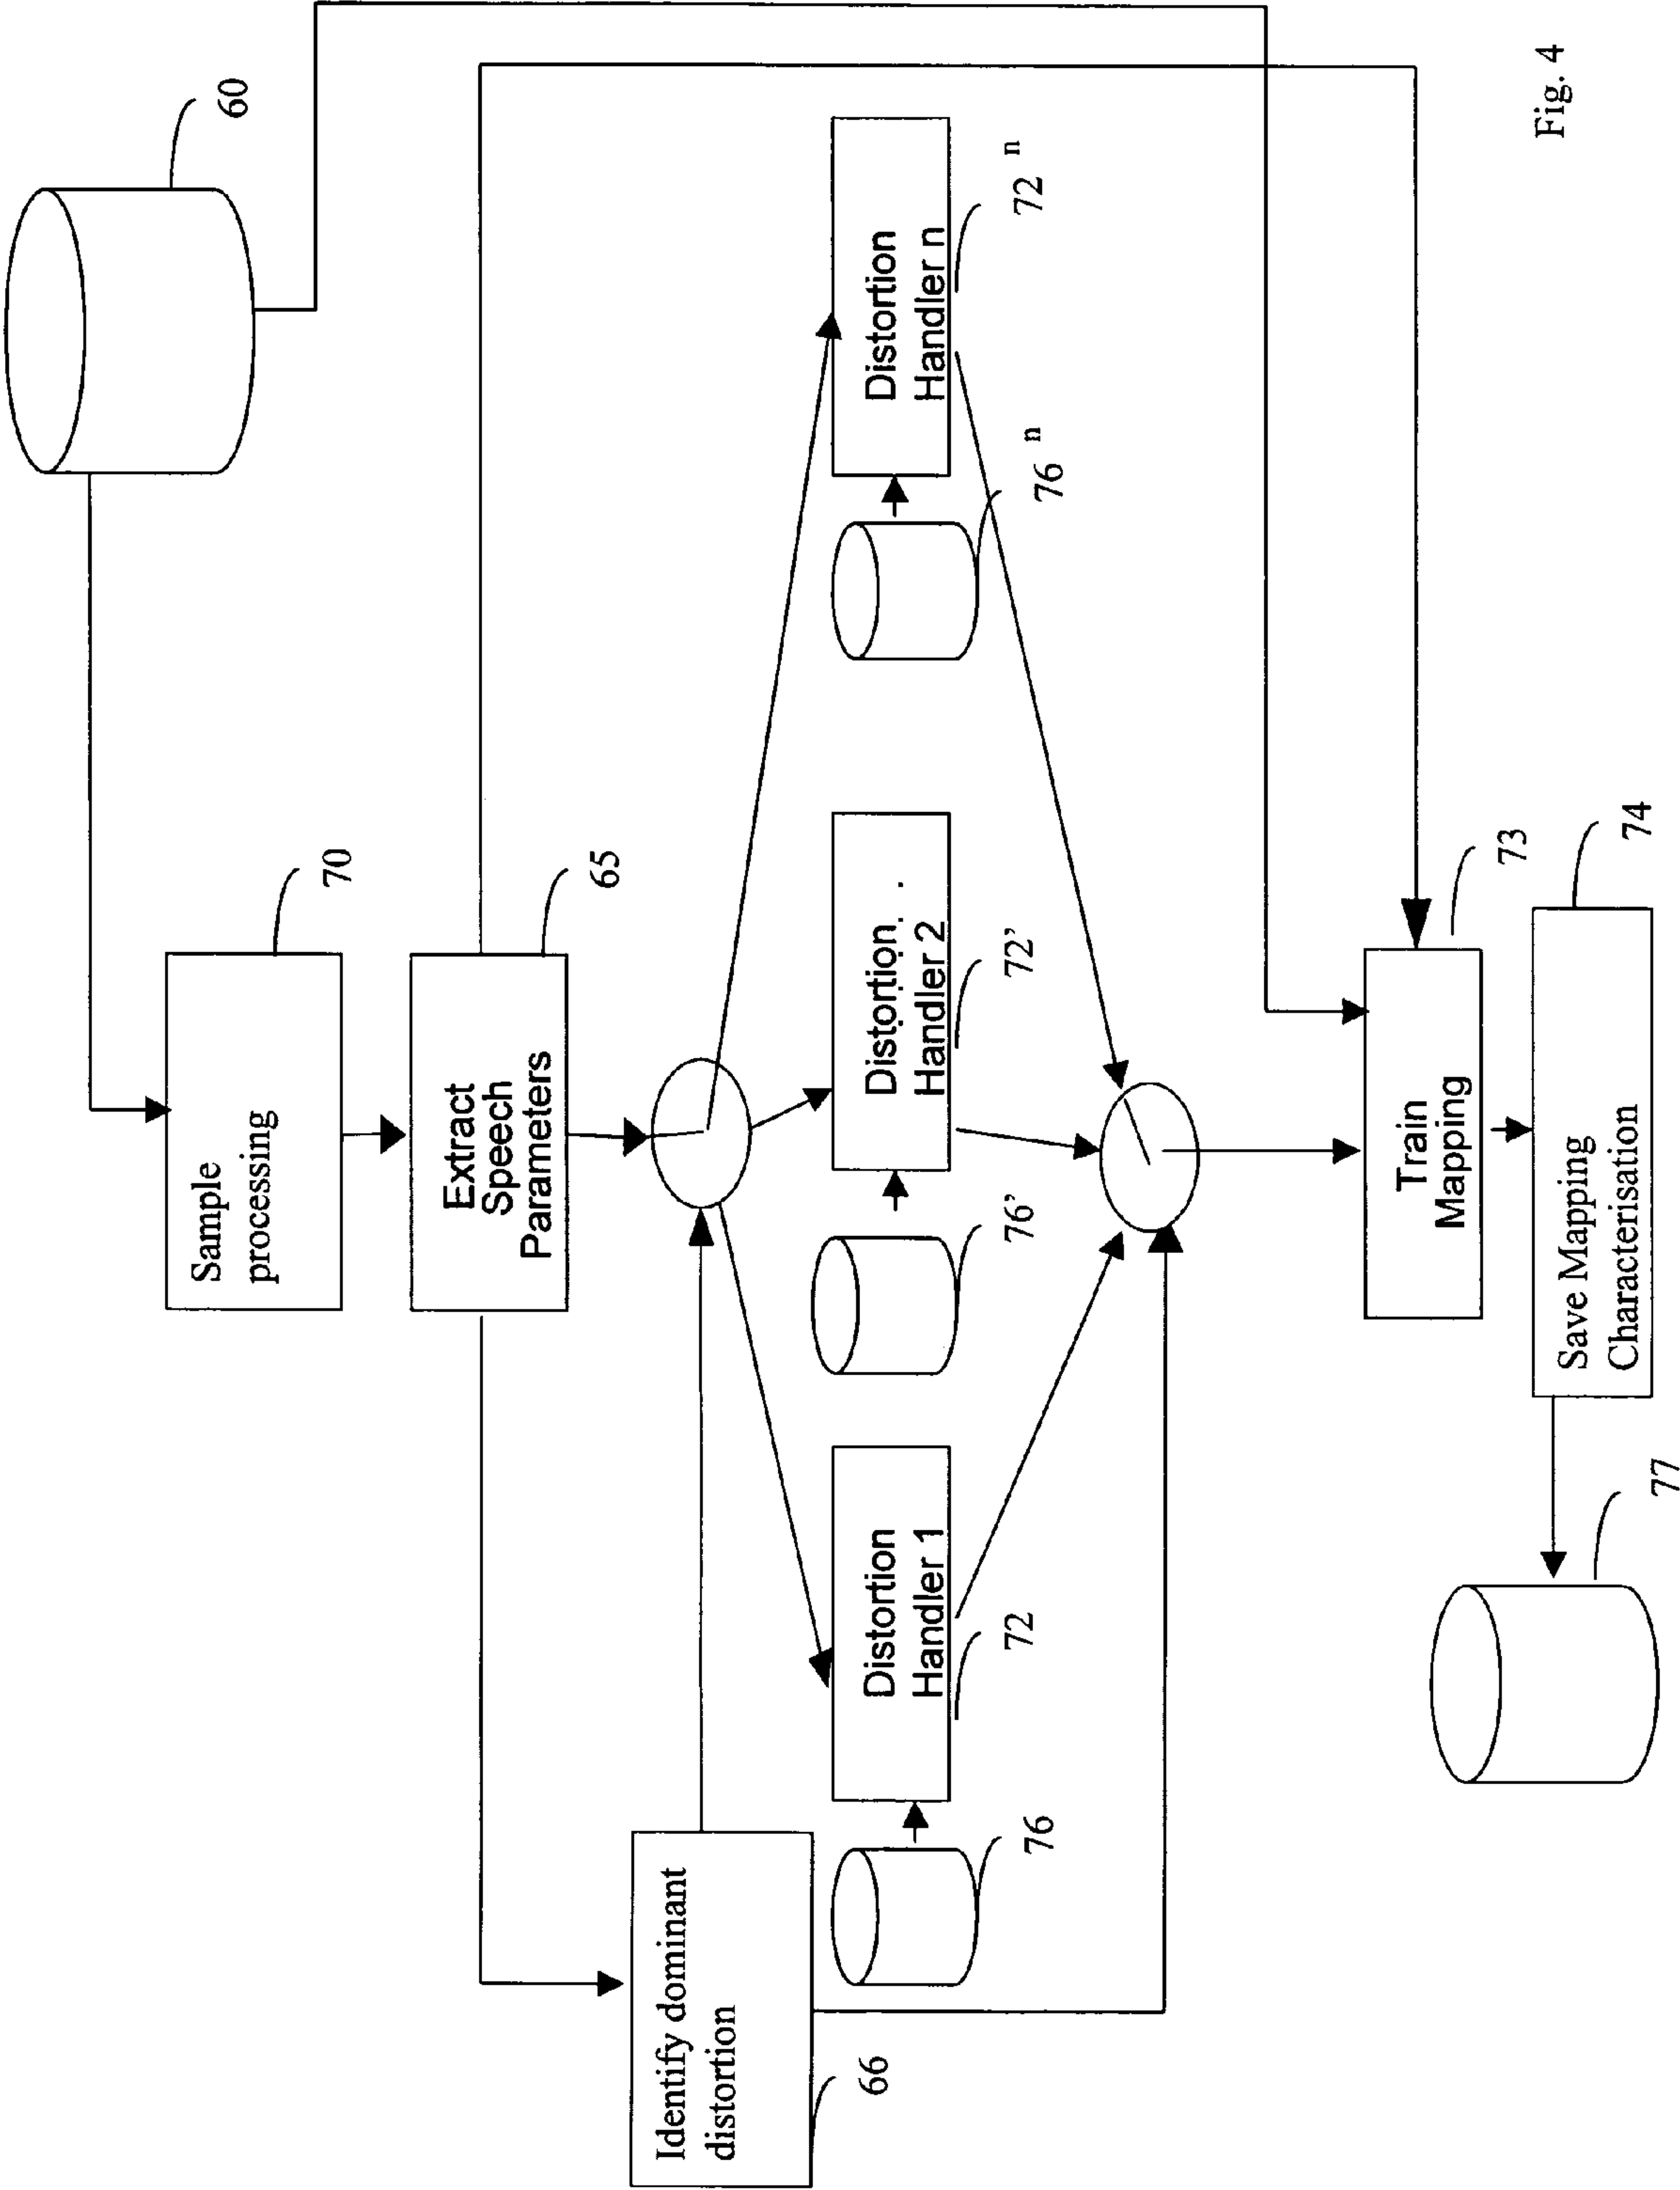 60
Sample
processing
70
Extract
Speech
Parameters
65
Identify dominant
distortion
66
Distortion
Handler 1
72
76
Distortion
Handler 2
72’
76’
. .
Distortion
Handler n
72 n
76 n
Train
Mapping
73
Save Mapping
Characterisation
74
77
Fig. 4